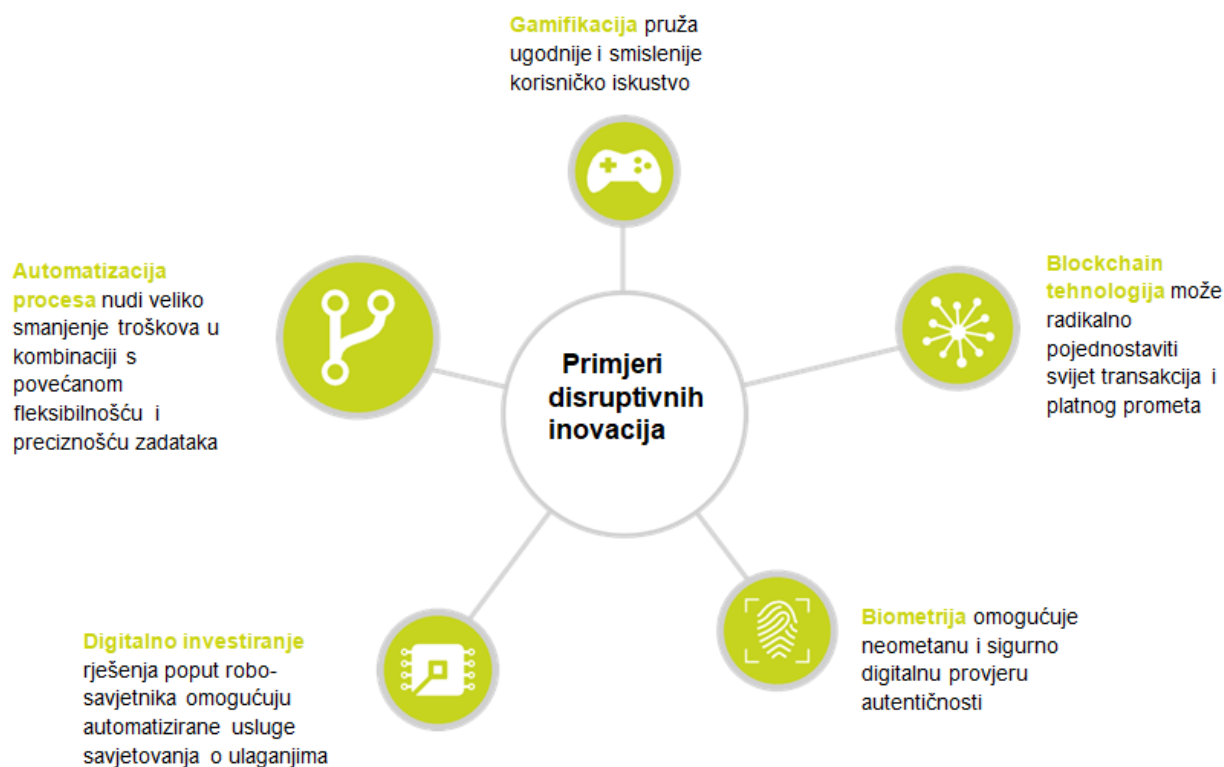 Gamifikacija pruža
ugodnije i smislenije
korisničko iskustvo
Automatizacija
procesa nudi veliko
smanjenje troškova u
kombinaciji s
povećanom
fleksibilnošću i
preciznošću zadataka
Blockchain
tehnologija može
radikalno
pojednostaviti
svijet transakcija i
platnog prometa
Primjeri
disruptivnih
inovacija
Digitalno investiranje
rješenja poput robo-
savjetnika omogućuju
automatizirane usluge
savjetovanja o ulaganjima
Biometrija omogućuje
neometanu i sigurno
digitalnu provjeru
autentičnosti